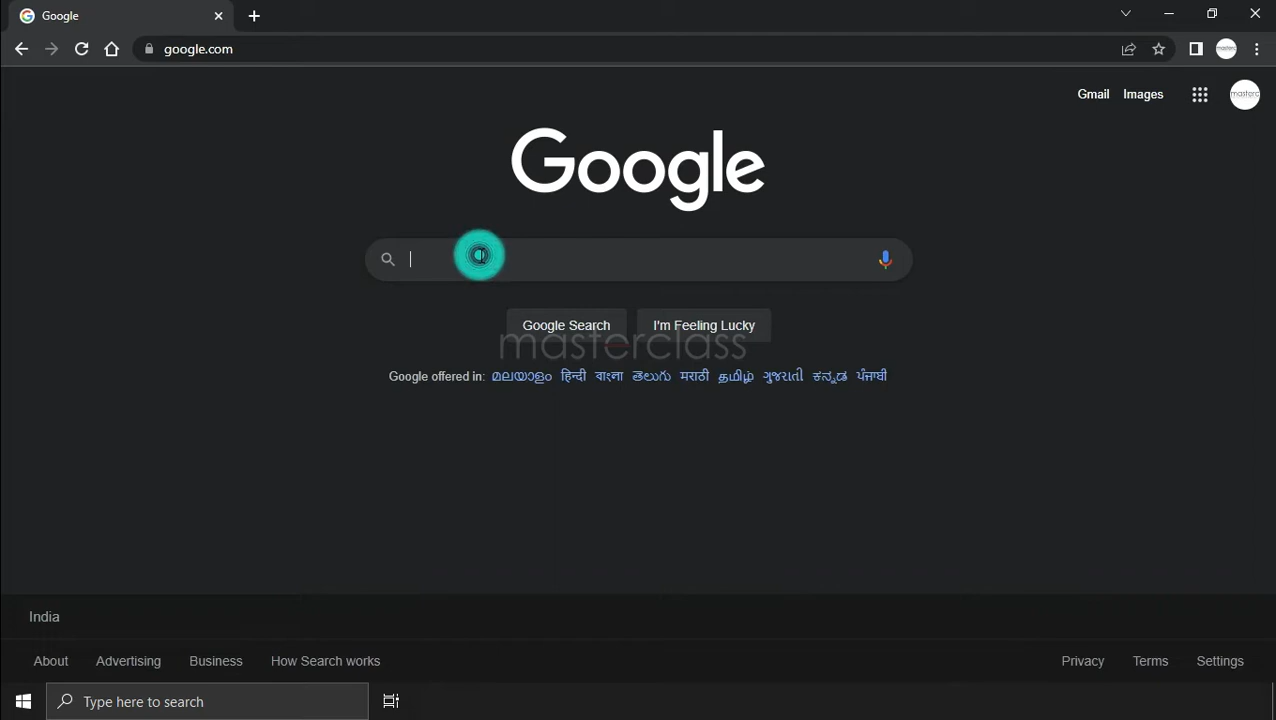 Google
google.com
Gmail Images masterc
Google
Google Search I'm Feeling Lucky
masterclass
Google offered in: മലയാളം हिन्दी বাংলা తెలుగు मराठी தமிழ் ગુજરાતી ಕನ್ನಡ ਪੰਜਾਬੀ
India
About Advertising Business How Search works Privacy Terms Settings
Type here to search